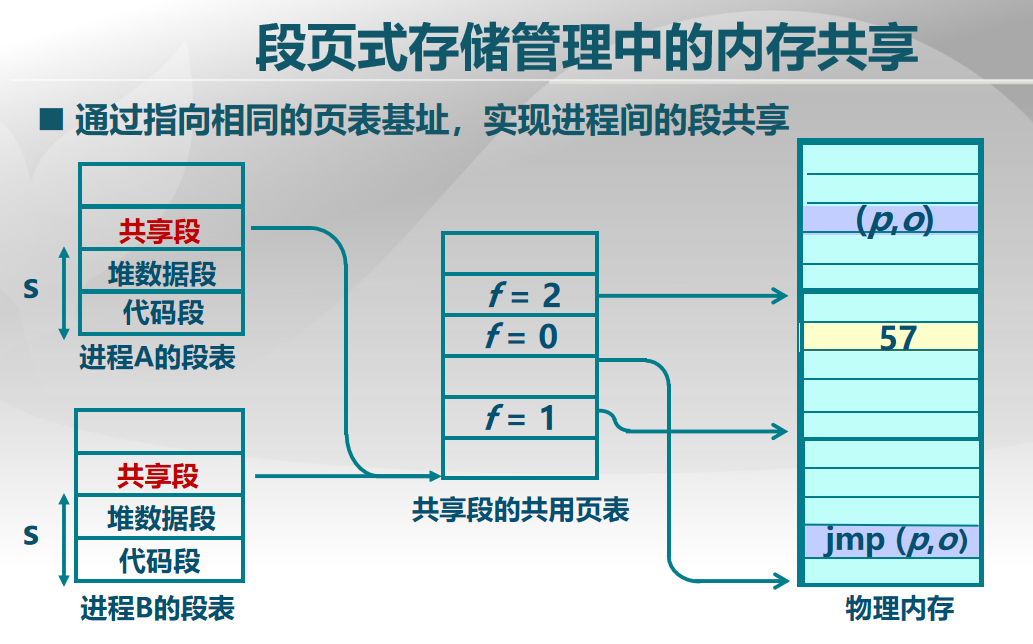 段页式存储管理中的内存共享
■ 通过指向相同的页表基址，实现进程间的段共享
共享段
堆数据段
代码段
s
进程A的段表
共享段
堆数据段
代码段
s
进程B的段表
f = 2
f = 0
f = 1
共享段的共用页表
(p,o)
57
jmp (p,o)
物理内存